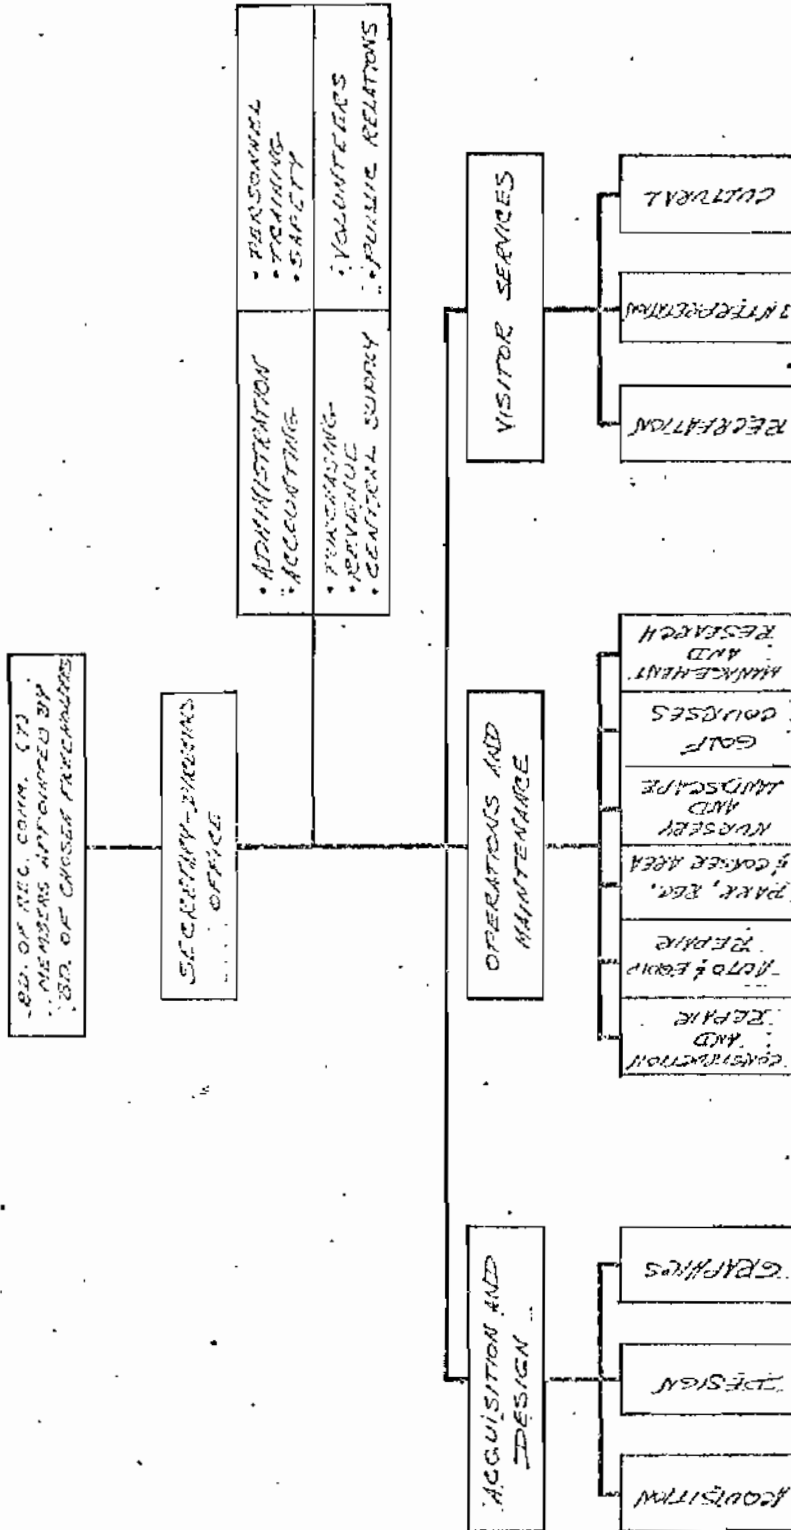 BD. OF REC. COMM. (7)
MEMBERS APPOINTED BY
BD. OF CHOSEN FREEHOLDERS
SECRETARY-DIRECTORS
OFFICE
• ADMINISTRATION
• ACCOUNTING
• PERSONNEL
• TRAINING
• SAFETY
• PURCHASING
• REVENUE
• CENTRAL SUPPLY
• VOLUNTEERS
• PUBLIC RELATIONS
ACQUISITION AND
DESIGN
OPERATIONS AND
MAINTENANCE
VISITOR SERVICES
ACQUISITION
DESIGN
GRAPHICS
CONSTRUCTION
AND
REPAIR
AUTO & EQUIP
REPAIR
PARK, REC.
& CONSER AREA
NURSERY
AND
LANDSCAPE
GOLF
COURSES
MANAGEMENT
AND
RESEARCH
RECREATION
INTERPRETATION
CULTURAL